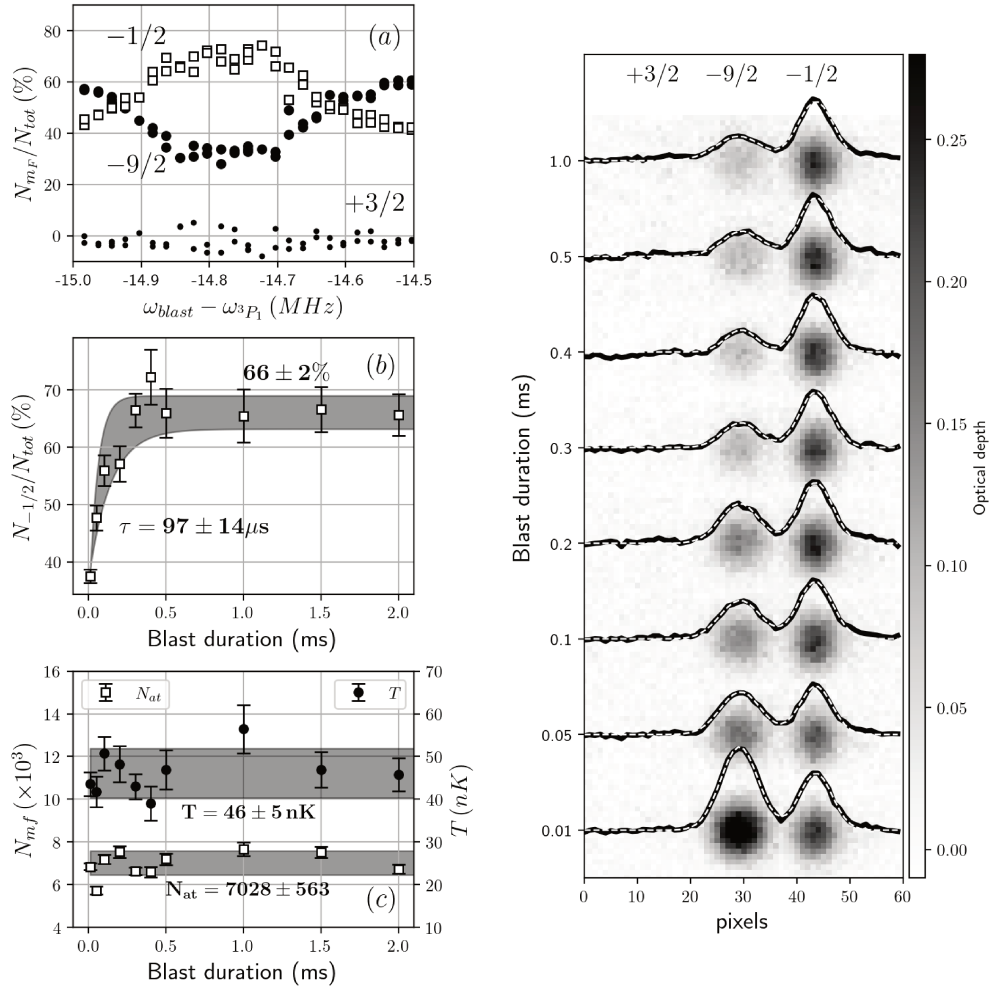 (a)
−1/2
−9/2
+3/2
80
60
40
20
0
N_{m_F}/N_{tot} (%)
-15.0 -14.9 -14.8 -14.7 -14.6 -14.5
ω_{blast} − ω_{³P₁} (MHz)
(b)
66 ± 2%
τ = 97 ± 14μs
70
60
50
40
N_{−1/2}/N_{tot} (%)
0.0 0.5 1.0 1.5 2.0
Blast duration (ms)
(c)
N_{at}
T
T = 46 ± 5 nK
N_{at} = 7028 ± 563
16
14
12
10
8
6
4
N_{mf} (×10³)
70
60
50
40
30
20
10
T (nK)
0.0 0.5 1.0 1.5 2.0
Blast duration (ms)
+3/2 −9/2 −1/2
1.0
0.5
0.4
0.3
0.2
0.1
0.05
0.01
Blast duration (ms)
0 10 20 30 40 50 60
pixels
0.25
0.20
0.15
0.10
0.05
0.00
Optical depth